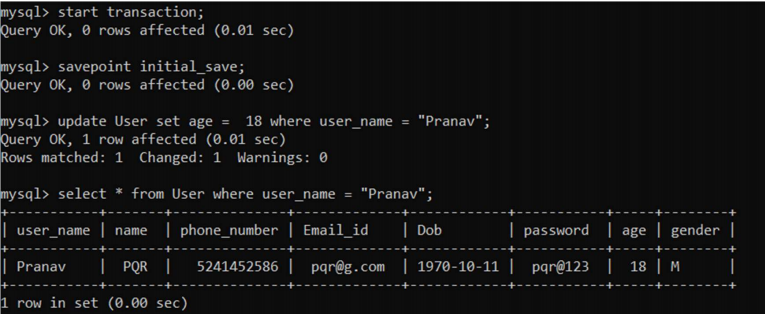 mysql> start transaction;
Query OK, 0 rows affected (0.01 sec)
mysql> savepoint initial_save;
Query OK, 0 rows affected (0.00 sec)
mysql> update User set age =  18 where user_name = "Pranav";
Query OK, 1 row affected (0.01 sec)
Rows matched: 1  Changed: 1  Warnings: 0
mysql> select * from User where user_name = "Pranav";
+-----------+------+--------------+-----------+------------+----------+-----+--------+
| user_name | name | phone_number | Email_id  | Dob        | password | age | gender |
+-----------+------+--------------+-----------+------------+----------+-----+--------+
| Pranav    |  PQR |   5241452586 |  pqr@g.com | 1970-10-11 |  pqr@123 |  18 | M      |
+-----------+------+--------------+-----------+------------+----------+-----+--------+
1 row in set (0.00 sec)